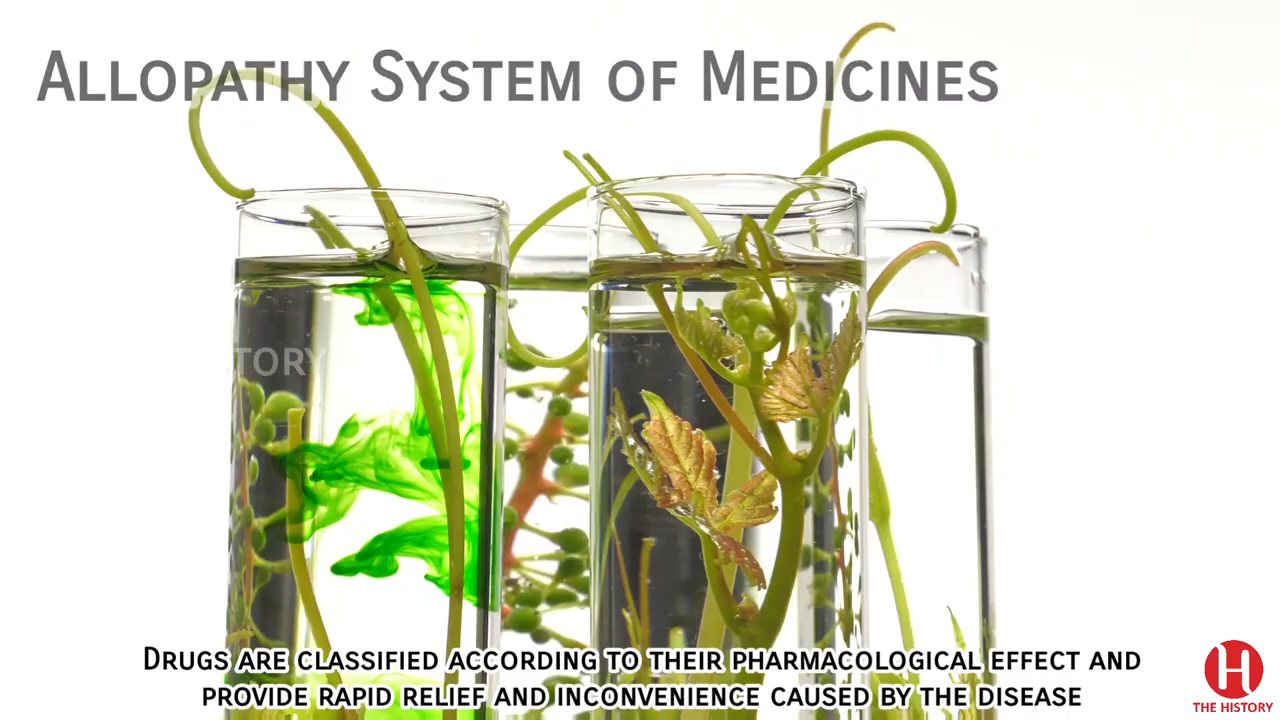 Allopathy System of Medicines
TORY
Drugs are classified according to their pharmacological effect and
provide rapid relief and inconvenience caused by the disease
H
THE HISTORY